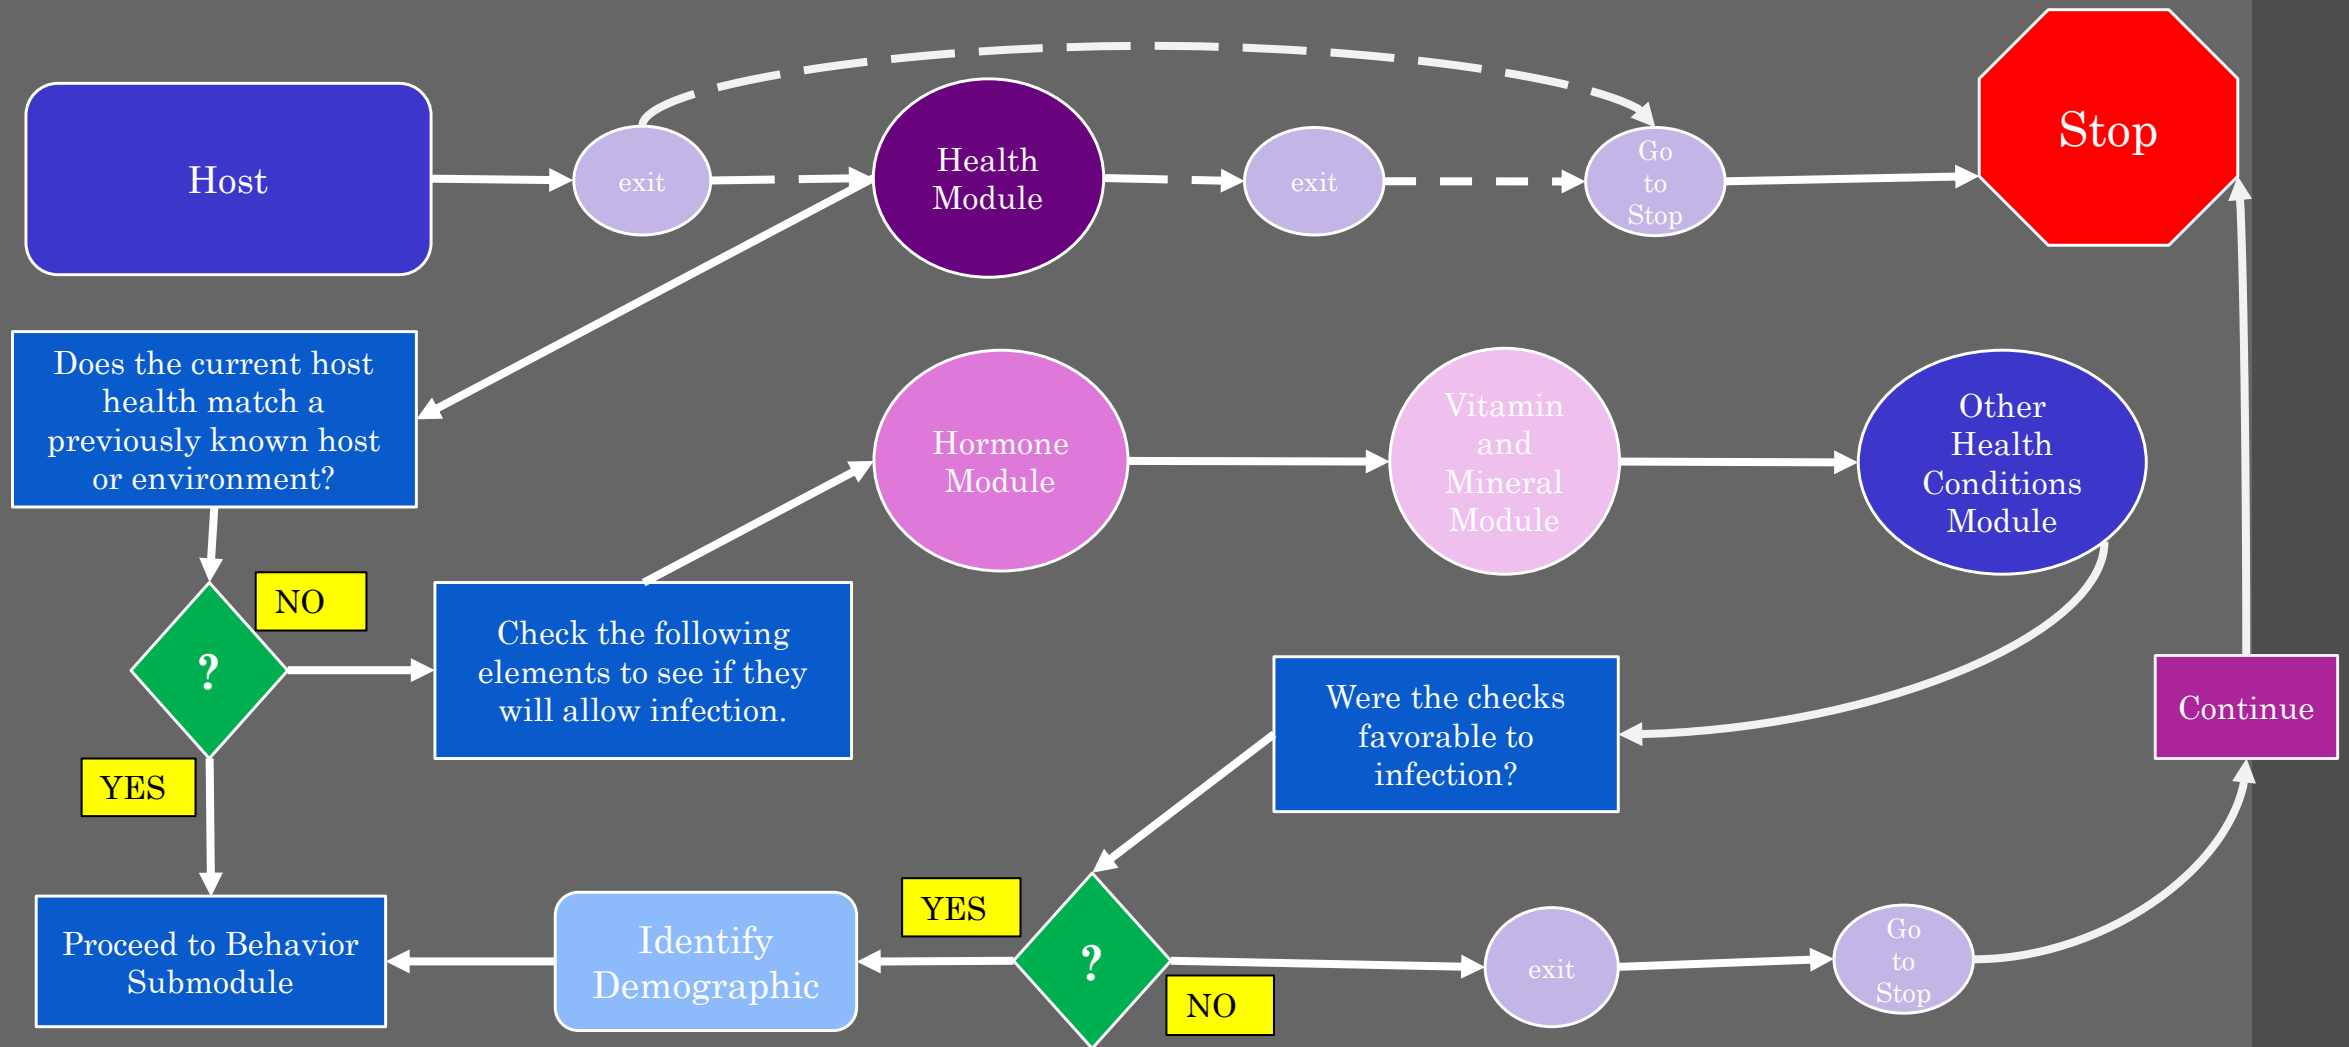 Host
exit
Health
Module
exit
Go
to
Stop
Stop
Does the current host
health match a
previously known host
or environment?
Hormone
Module
Vitamin
and
Mineral
Module
Other
Health
Conditions
Module
NO
?
Check the following
elements to see if they
will allow infection.
Were the checks
favorable to
infection?
Continue
YES
Proceed to Behavior
Submodule
Identify
Demographic
YES
?
NO
exit
Go
to
Stop